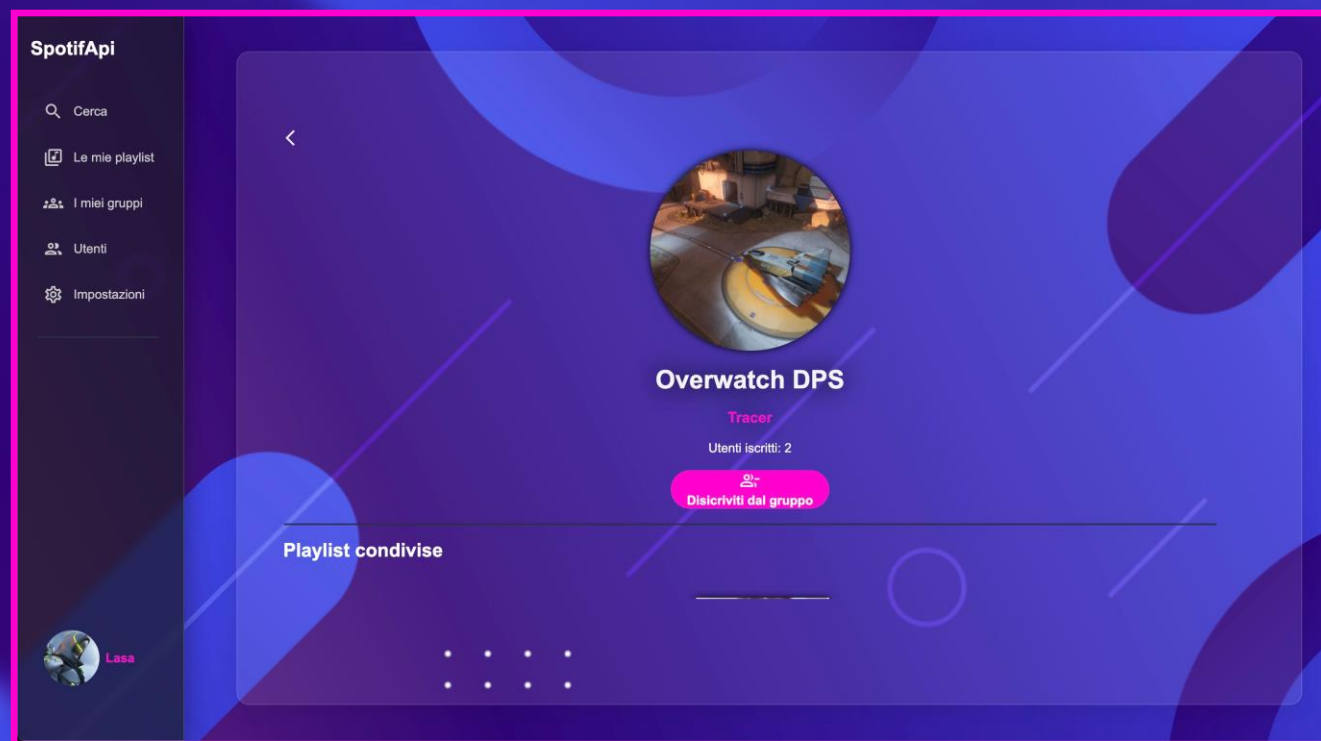 SpotifApi
Cerca
Le mie playlist
I miei gruppi
Utenti
Impostazioni
Overwatch DPS
Tracer
Utenti iscritti: 2
Disicriviti dal gruppo
Playlist condivise
Lasa